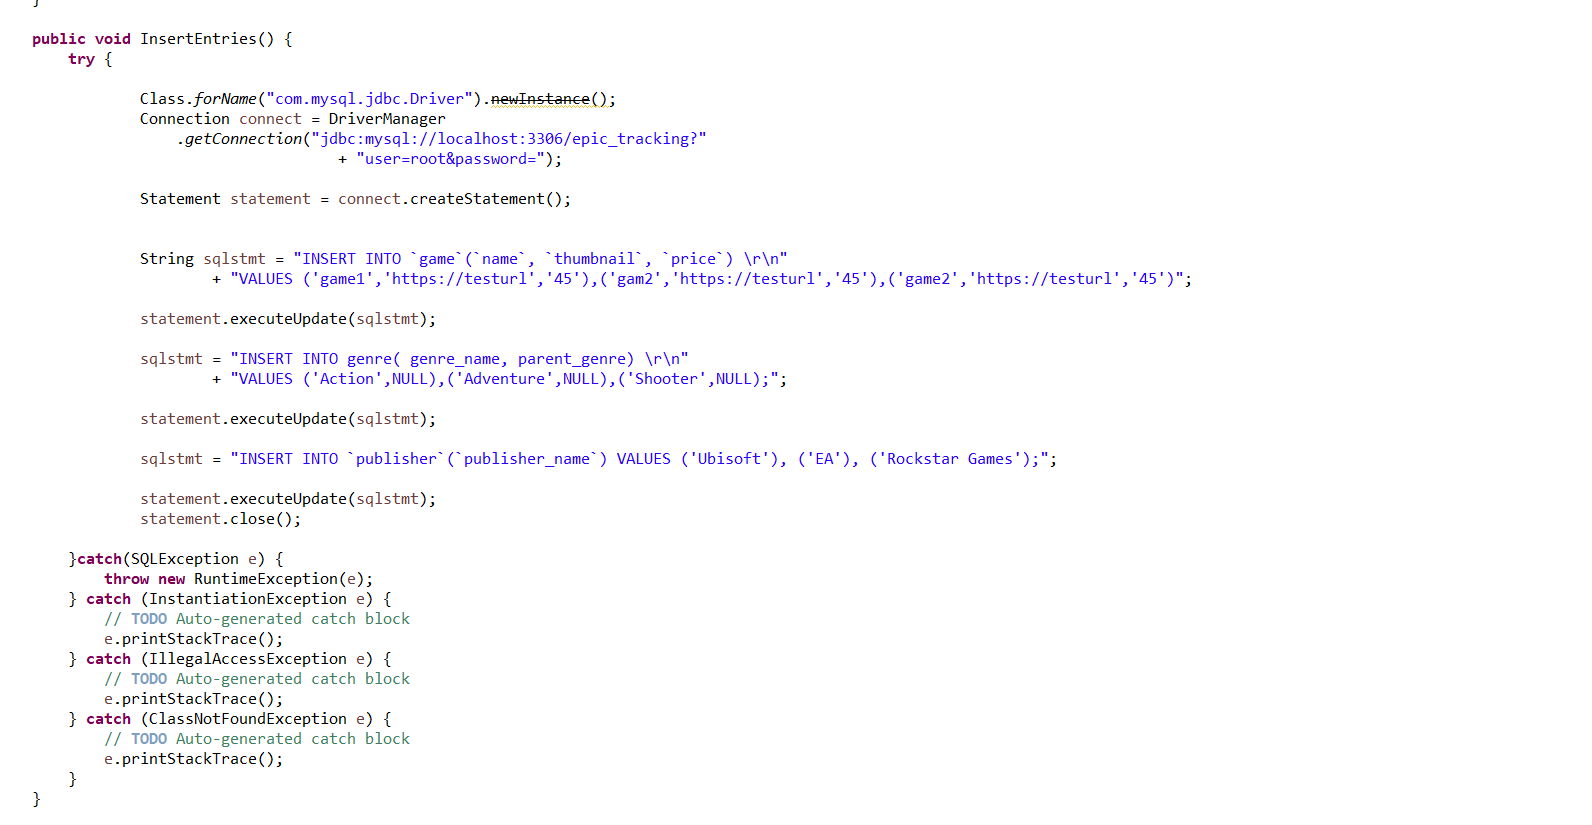 }
public void InsertEntries() {
try {
Class.forName("com.mysql.jdbc.Driver").newInstance();
Connection connect = DriverManager
.getConnection("jdbc:mysql://localhost:3306/epic_tracking?"
+ "user=root&password=");
Statement statement = connect.createStatement();
String sqlstmt = "INSERT INTO `game`(`name`, `thumbnail`, `price`) \r\n"
+ "VALUES ('game1','https://testurl','45'),('gam2','https://testurl','45'),('game2','https://testurl','45')";
statement.executeUpdate(sqlstmt);
sqlstmt = "INSERT INTO genre( genre_name, parent_genre) \r\n"
+ "VALUES ('Action',NULL),('Adventure',NULL),('Shooter',NULL);";
statement.executeUpdate(sqlstmt);
sqlstmt = "INSERT INTO `publisher`(`publisher_name`) VALUES ('Ubisoft'), ('EA'), ('Rockstar Games');";
statement.executeUpdate(sqlstmt);
statement.close();
}catch(SQLException e) {
throw new RuntimeException(e);
} catch (InstantiationException e) {
// TODO Auto-generated catch block
e.printStackTrace();
} catch (IllegalAccessException e) {
// TODO Auto-generated catch block
e.printStackTrace();
} catch (ClassNotFoundException e) {
// TODO Auto-generated catch block
e.printStackTrace();
}
}